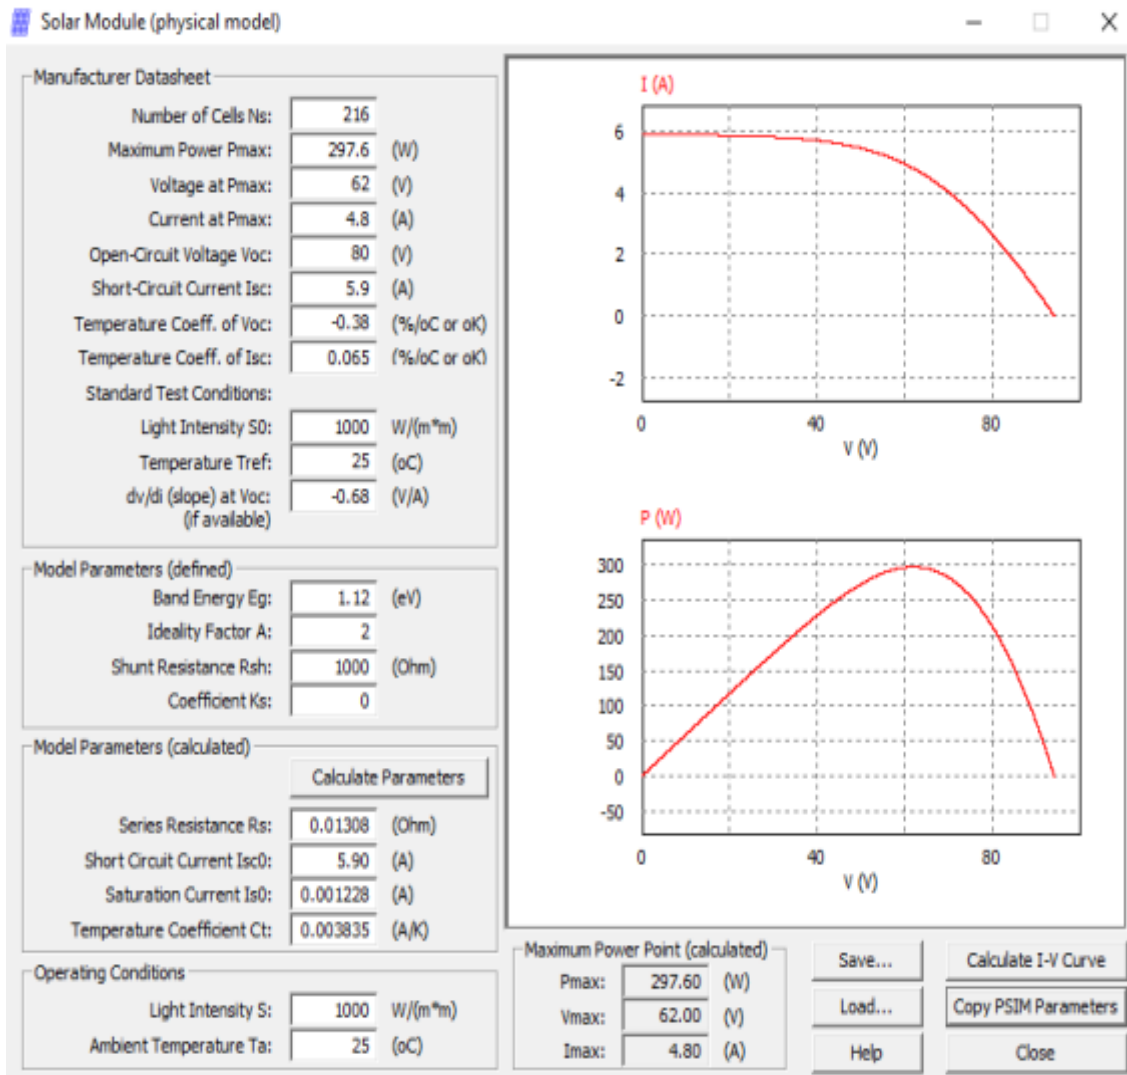 Solar Module (physical model)
Manufacturer Datasheet
Number of Cells Ns: 216
Maximum Power Pmax: 297.6 (W)
Voltage at Pmax: 62 (V)
Current at Pmax: 4.8 (A)
Open-Circuit Voltage Voc: 80 (V)
Short-Circuit Current Isc: 5.9 (A)
Temperature Coeff. of Voc: -0.38 (%/oC or oK)
Temperature Coeff. of Isc: 0.065 (%/oC or oK)
Standard Test Conditions:
Light Intensity S0: 1000 W/(m*m)
Temperature Tref: 25 (oC)
dv/di (slope) at Voc: -0.68 (V/A)
(if available)
Model Parameters (defined)
Band Energy Eg: 1.12 (eV)
Ideality Factor A: 2
Shunt Resistance Rsh: 1000 (Ohm)
Coefficient Ks: 0
Model Parameters (calculated)
Calculate Parameters
Series Resistance Rs: 0.01308 (Ohm)
Short Circuit Current Isc0: 5.90 (A)
Saturation Current Is0: 0.001228 (A)
Temperature Coefficient Ct: 0.003835 (A/K)
Operating Conditions
Light Intensity S: 1000 W/(m*m)
Ambient Temperature Ta: 25 (oC)
I (A)
6
4
2
0
-2
0 40 80
V (V)
P (W)
300
250
200
150
100
50
0
-50
0 40 80
V (V)
Maximum Power Point (calculated)
Pmax: 297.60 (W)
Vmax: 62.00 (V)
Imax: 4.80 (A)
Save... Calculate I-V Curve
Load... Copy PSIM Parameters
Help Close